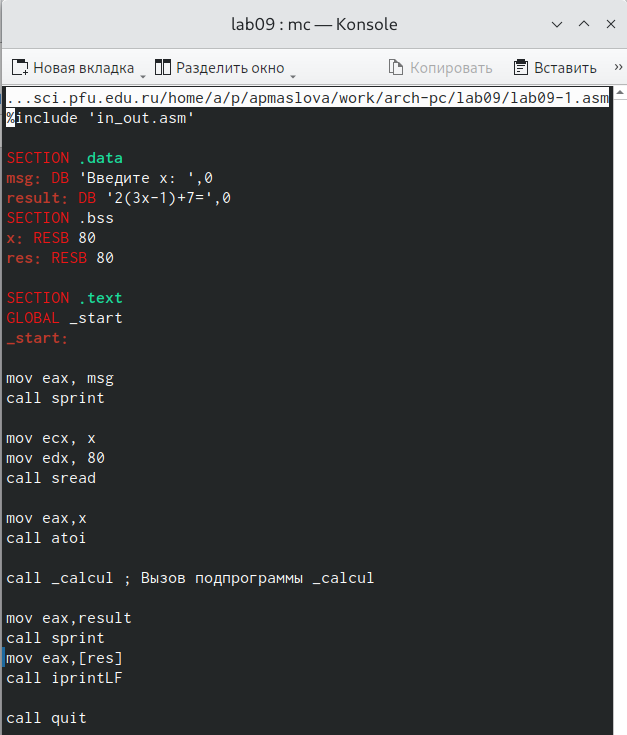 lab09 : mc — Konsole
Новая вкладка Разделить окно Копировать Вставить »
...sci.pfu.edu.ru/home/a/p/apmaslova/work/arch-pc/lab09/lab09-1.asm
%include 'in_out.asm'
SECTION .data
msg: DB 'Введите x: ',0
result: DB '2(3x-1)+7=',0
SECTION .bss
x: RESB 80
res: RESB 80
SECTION .text
GLOBAL _start
_start:
mov eax, msg
call sprint
mov ecx, x
mov edx, 80
call sread
mov eax,x
call atoi
call _calcul ; Вызов подпрограммы _calcul
mov eax,result
call sprint
mov eax,[res]
call iprintLF
call quit